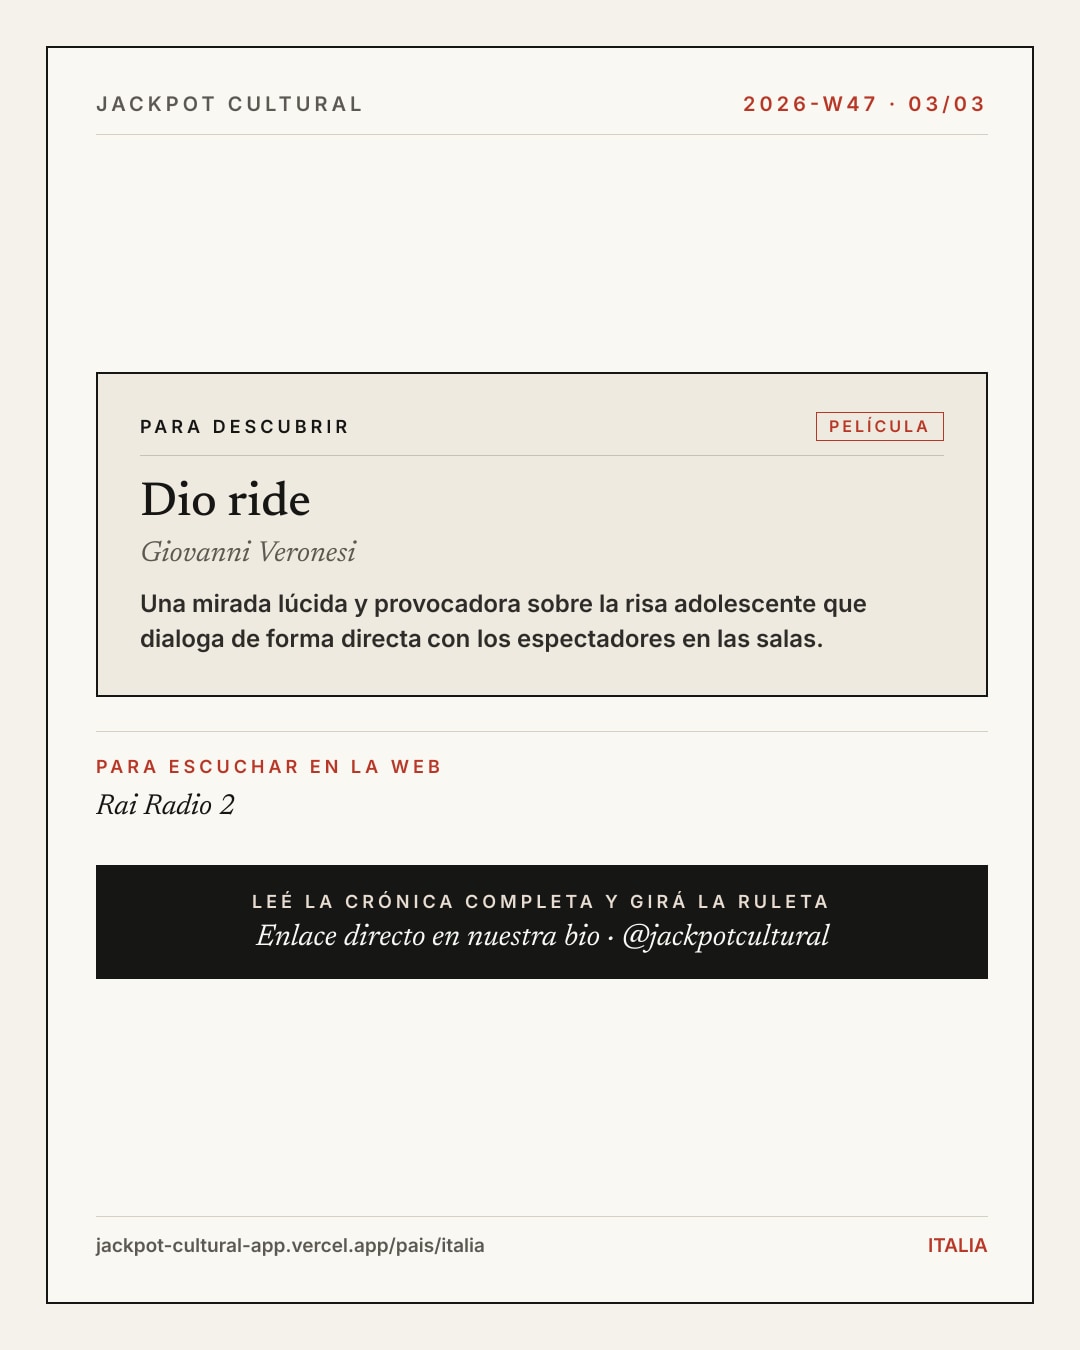 JACKPOT CULTURAL
2026-W47 · 03/03
PARA DESCUBRIR
PELÍCULA
Dio ride
Giovanni Veronesi
Una mirada lúcida y provocadora sobre la risa adolescente que
dialoga de forma directa con los espectadores en las salas.
PARA ESCUCHAR EN LA WEB
Rai Radio 2
LEÉ LA CRÓNICA COMPLETA Y GIRÁ LA RULETA
Enlace directo en nuestra bio · @jackpotcultural
jackpot-cultural-app.vercel.app/pais/italia
ITALIA